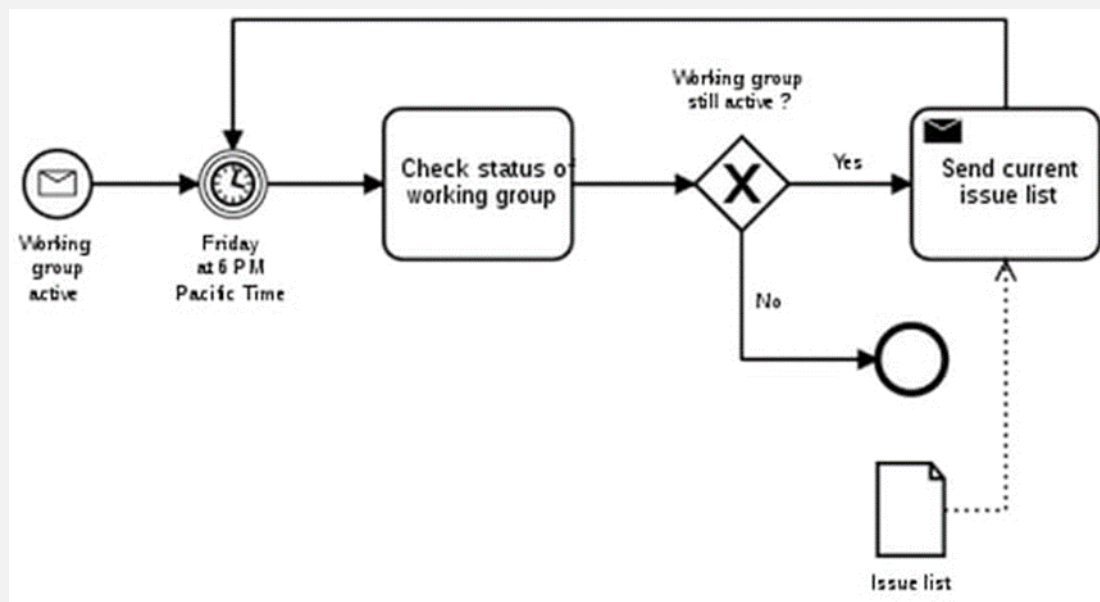 Working group
still active ?
Check status of
working group
Yes
Send current
issue list
Working
group
active
Friday
at 6 PM
Pacific Time
No
Issue list